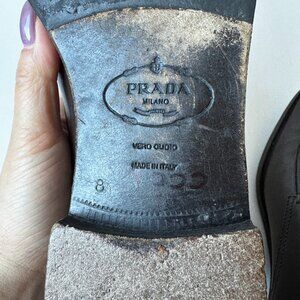 PRADA
MILANO
VERO CUOIO
MADE IN ITALY
8